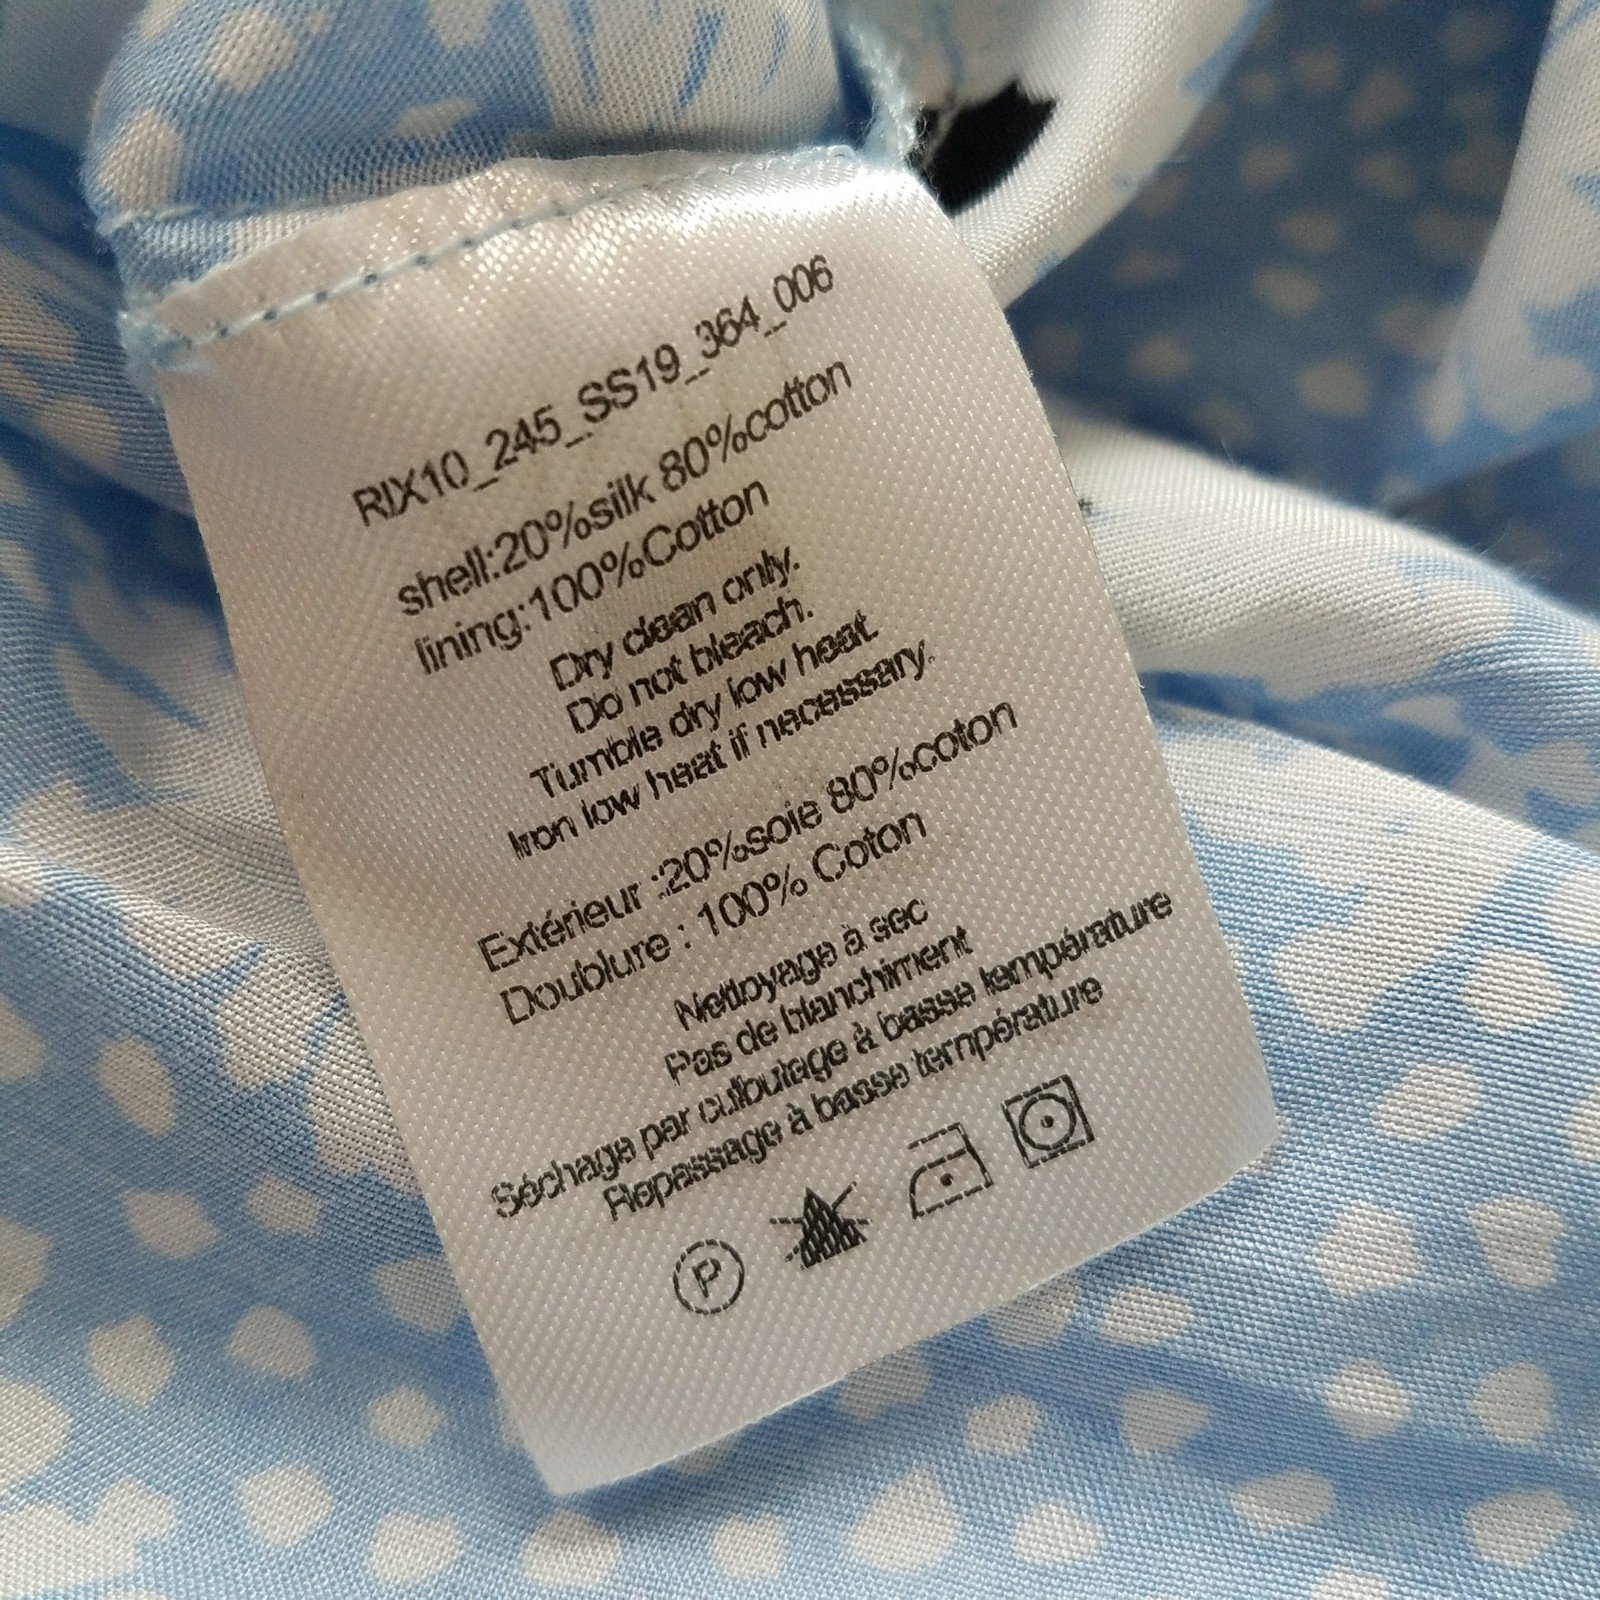 RIX10_245_SS19_364_006
shell:20%silk 80%cotton
lining:100%Cotton
Dry clean only.
Do not bleach.
Tumble dry low heat
Iron low heat if necessary.
Extérieur :20%soie 80%coton
Doublure : 100% Coton
Nettoyage à sec
Pas de blanchiment
Séchage par culbutage à basse température
Repassage à basse température
P